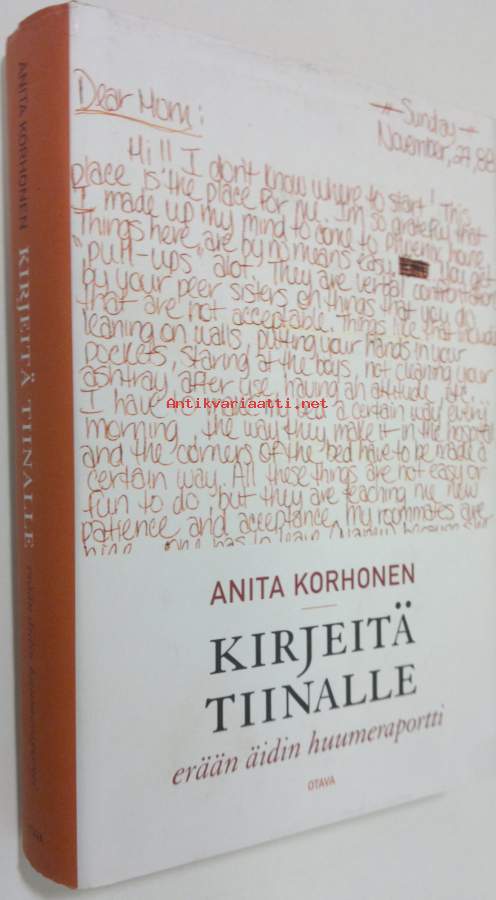 ANITA KORHONEN KIRJEITÄ TIINALLE erään äidin huumeraportti
Dear Mom:
Sunday
November, 27, 88
Hi!! I don't know where to start! This
place is the place for me. I'm so grateful that
I made up my mind to come to Phoenix house.
Things here, are by no means easy. You get
"pull-ups" alot. They are verbal confrontation
by your peer sisters on things that you do
that are not acceptable. Things like that include
leaning on walls, putting your hands in your
pockets, staring at the boys, not cleaning your
ashtray, after use, having an attitude, etc.
I have to a certain way every
Antikvariaatti.net
morning, the way they make it in the hospital
and the corners of the bed have to be made a
certain way. All these things are not easy or
fun to do but they are teaching me new
patience and acceptance. My roommates are
ANITA KORHONEN
KIRJEITÄ
TIINALLE
erään äidin huumeraportti
OTAVA